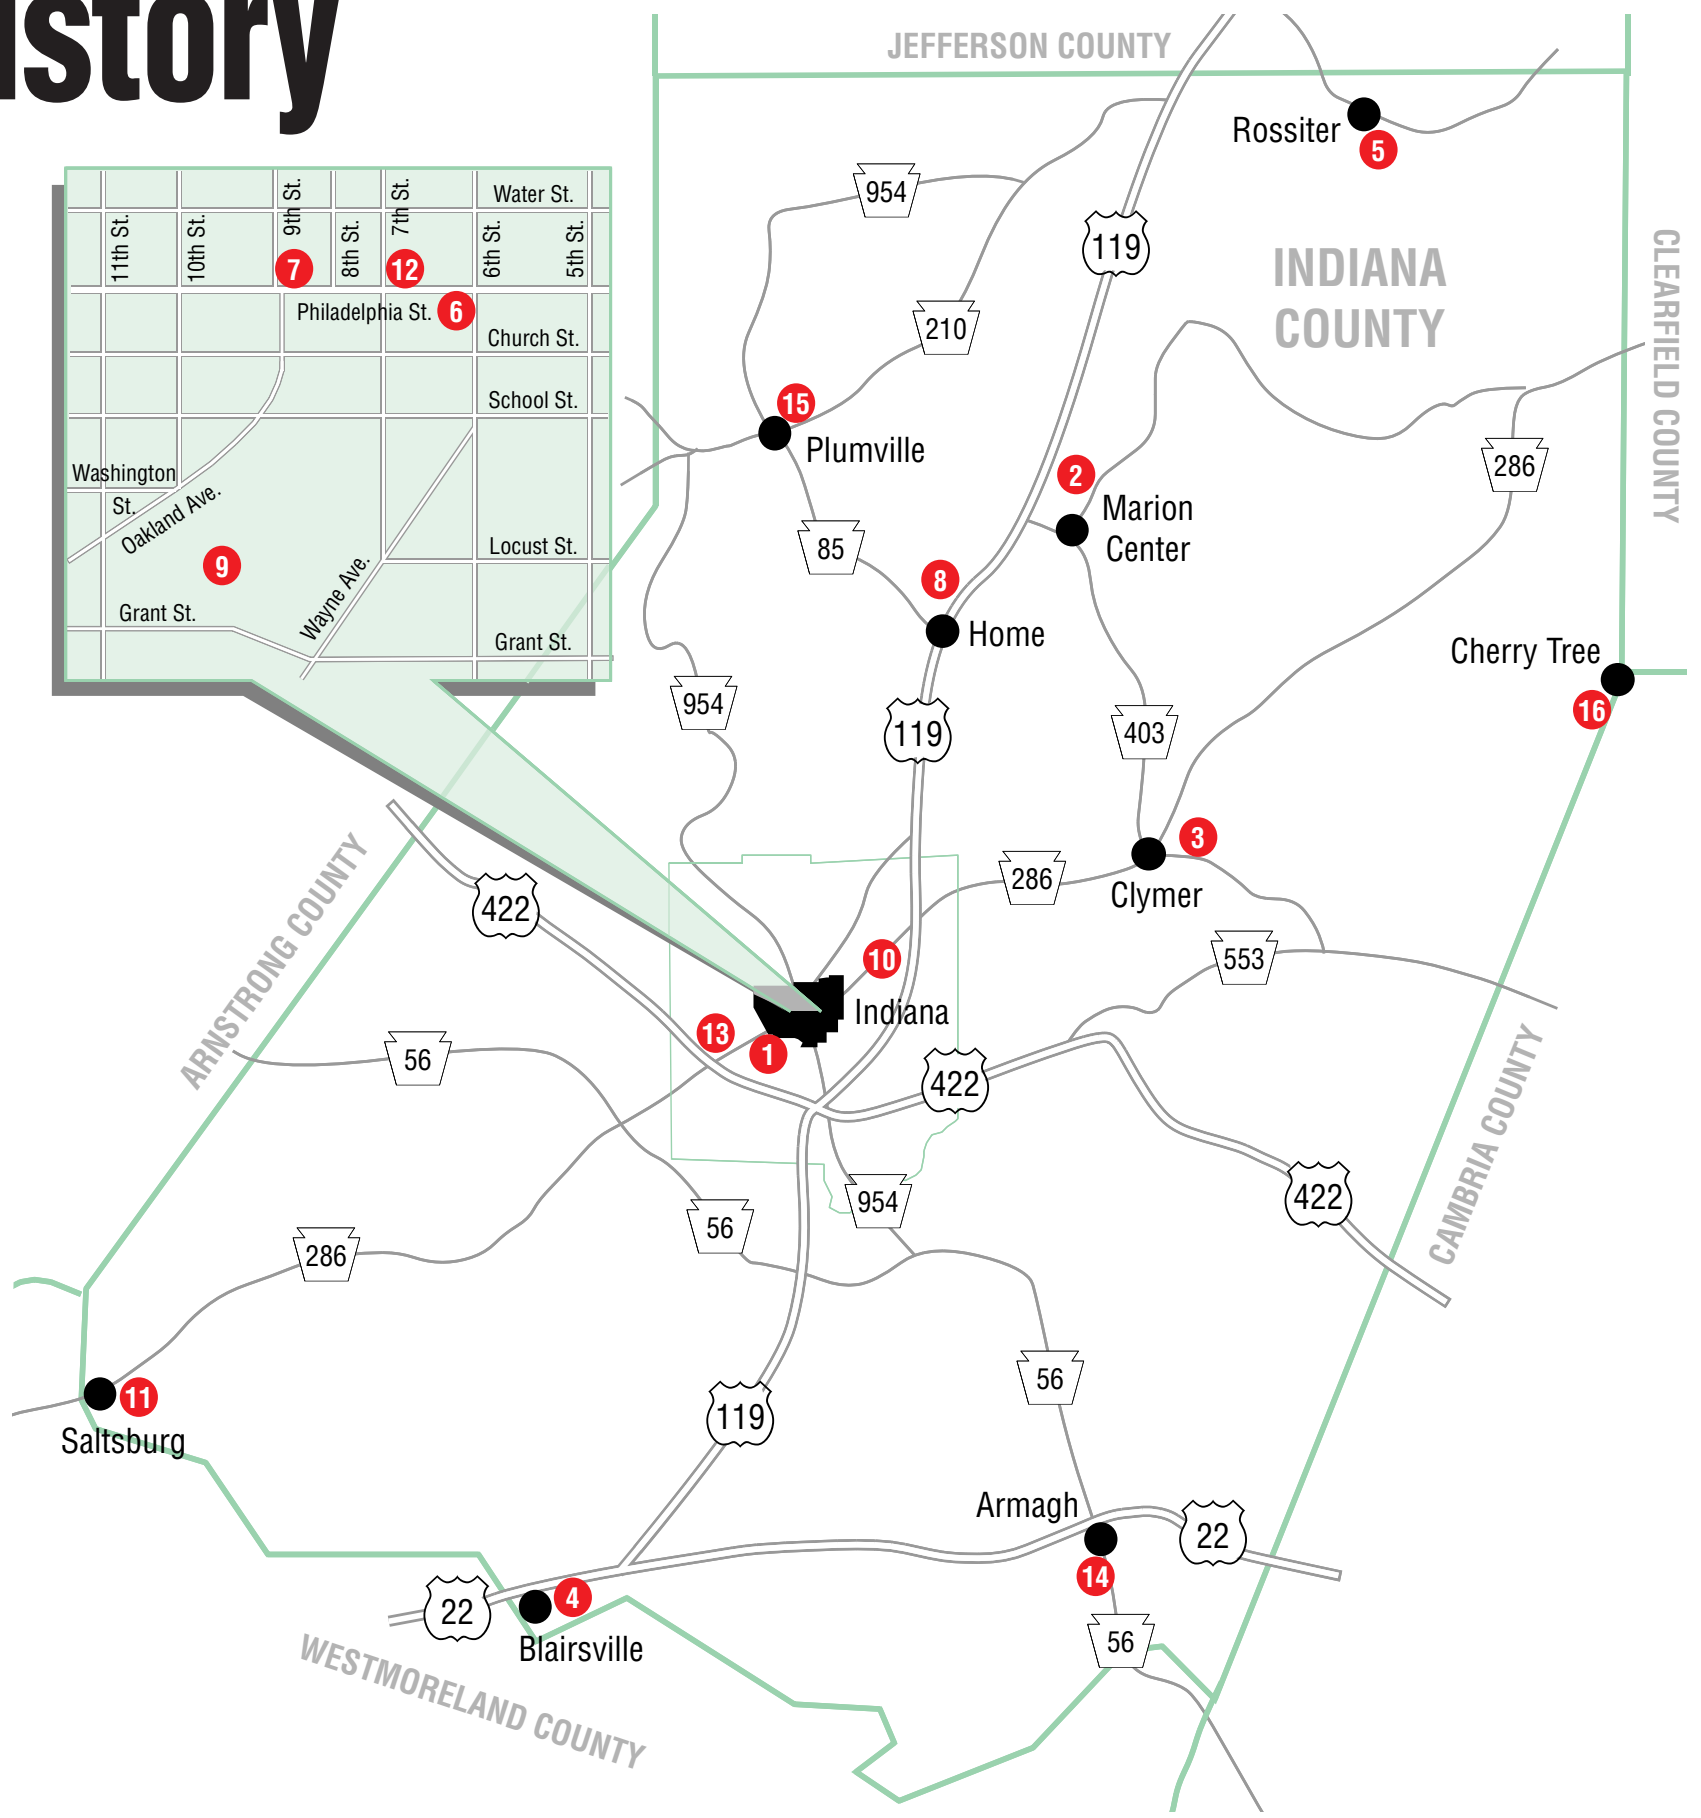 istory
JEFFERSON COUNTY
Rossiter
5
954
119
INDIANA
COUNTY
CLEARFIELD COUNTY
Water St.
11th St.
10th St.
9th St.
8th St.
7th St.
6th St.
5th St.
7
12
Philadelphia St.
6
Church St.
School St.
Washington
St.
Oakland Ave.
Locust St.
9
Wayne Ave.
Grant St.
Grant St.
210
15
Plumville
286
2
Marion
Center
85
8
Home
Cherry Tree
16
954
119
403
3
Clymer
286
ARNSTRONG COUNTY
422
553
10
Indiana
13
1
56
422
CAMBRIA COUNTY
422
954
56
286
56
11
Saltsburg
119
Armagh
22
14
4
22
Blairsville
56
WESTMORELAND COUNTY